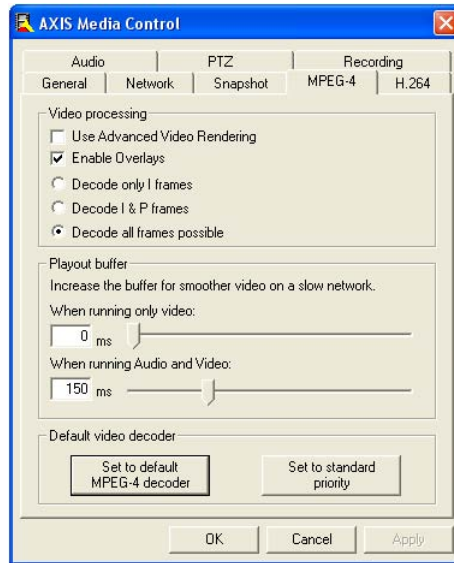 AXIS Media Control
Audio PTZ Recording
General Network Snapshot MPEG-4 H.264
Video processing
Use Advanced Video Rendering
Enable Overlays
Decode only I frames
Decode I & P frames
Decode all frames possible
Playout buffer
Increase the buffer for smoother video on a slow network.
When running only video:
0 ms
When running Audio and Video:
150 ms
Default video decoder
Set to default
MPEG-4 decoder
Set to standard
priority
OK Cancel Apply